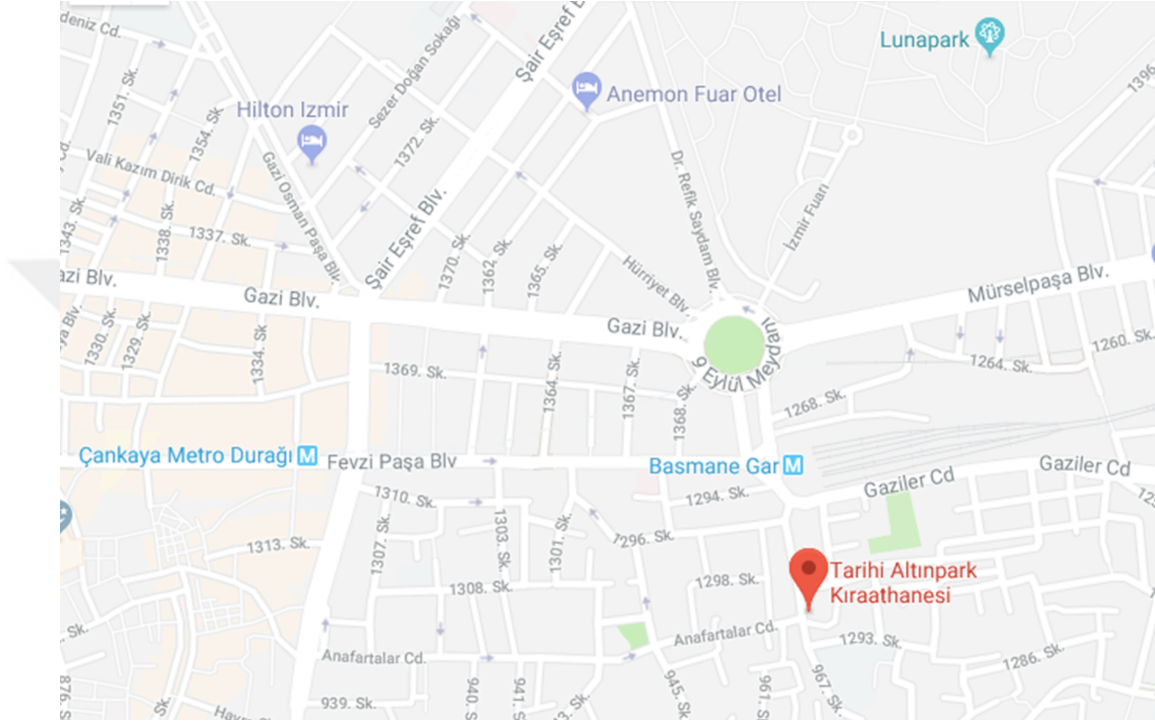 deniz Cd.
Sezer Doğan Sokağı
Şair Eşref B
Lunapark
1351. Sk.
1354. Sk.
Hilton Izmir
Anemon Fuar Otel
1396
1372. Sk.
Vali Kazım Dirik Cd.
Gazi Osman Paşa Blv.
Dr. Refik Saydam Blv.
İzmir Fuarı
1343. Sk.
1338. Sk.
1337. Sk.
Şair Eşref Blv.
1370. Sk.
1362. Sk.
1365. Sk.
Hürriyet Blv.
azi Blv.
Gazi Blv.
Gazi Blv.
Mürselpaşa Blv.
ya Blv.
1330. Sk.
1329. Sk.
1334. Sk.
9 Eylül Meydanı
1264. Sk.
1260. Sk.
1369. Sk.
1364. Sk.
1367. Sk.
1368. Sk.
1268. Sk.
Çankaya Metro Durağı M
Fevzi Paşa Blv
Basmane Gar M
Gaziler Cd
Gaziler Cd
1310. Sk.
1294. Sk.
1307. Sk.
1303. Sk.
1301. Sk.
1296. Sk.
1313. Sk.
1308. Sk.
1298. Sk.
Tarihi Altınpark
Kıraathanesi
Sk.
Anafartalar Cd.
Anafartalar Cd.
1293. Sk.
1286. Sk.
967. Sk.
876. S
939. Sk.
940. S
941. S
945. Sk.
961. S
Sk.